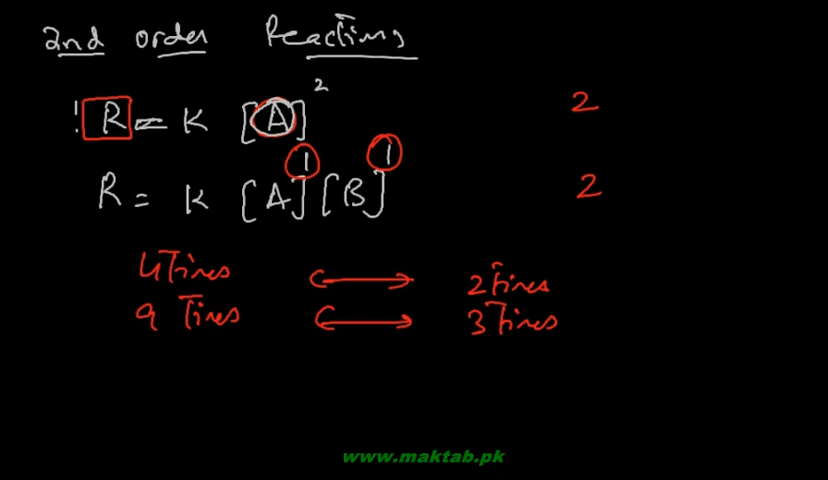 2nd order Reactions
! R = K [A]² 2
R = K [A]¹ [B]¹ 2
4 Times 2 Times
9 Times 3 Times
www.maktab.pk